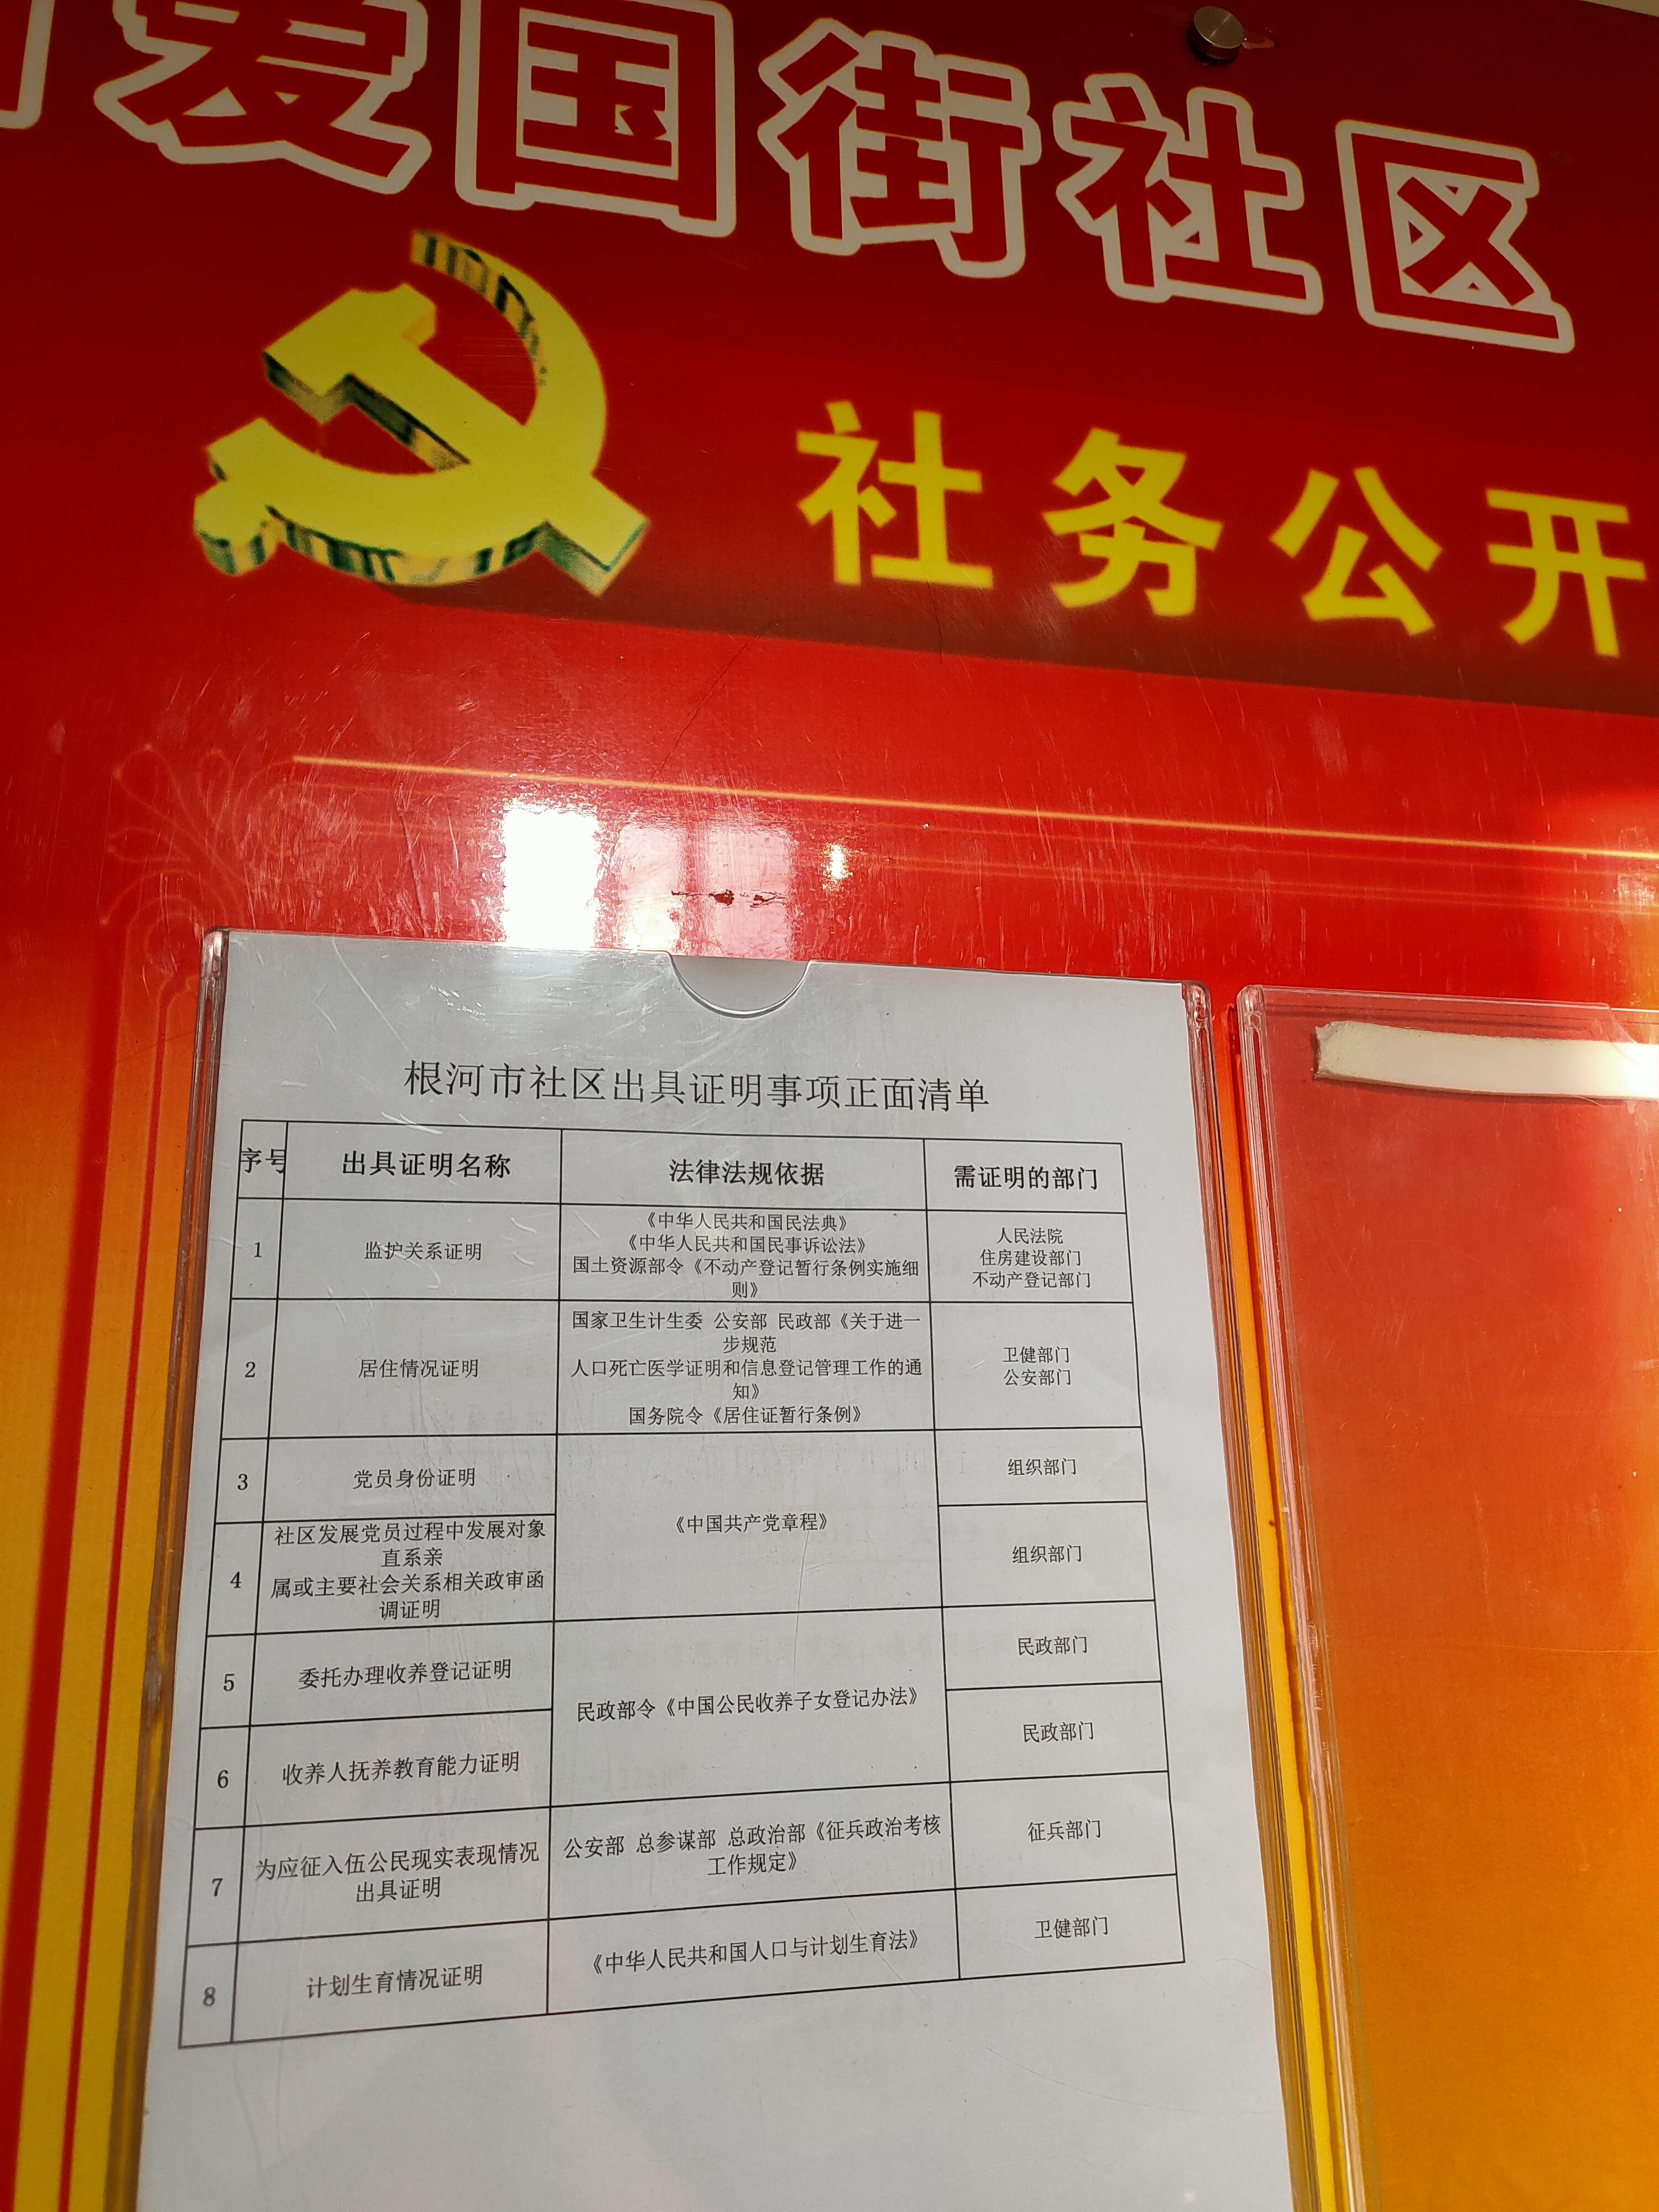 爱国街社区
社务公开
根河市社区出具证明事项正面清单
序号 出具证明名称 法律法规依据 需证明的部门
1 监护关系证明
《中华人民共和国民法典》
《中华人民共和国民事诉讼法》
国土资源部令《不动产登记暂行条例实施细
则》
人民法院
住房建设部门
不动产登记部门
2 居住情况证明
国家卫生计生委 公安部 民政部《关于进一
步规范
人口死亡医学证明和信息登记管理工作的通
知》
国务院令《居住证暂行条例》
卫健部门
公安部门
3 党员身份证明
《中国共产党章程》
组织部门
4
社区发展党员过程中发展对象
直系亲
属或主要社会关系相关政审函
调证明
组织部门
5 委托办理收养登记证明
民政部令《中国公民收养子女登记办法》
民政部门
6 收养人抚养教育能力证明
民政部门
7
为应征入伍公民现实表现情况
出具证明
公安部 总参谋部 总政治部《征兵政治考核
工作规定》
征兵部门
8 计划生育情况证明
《中华人民共和国人口与计划生育法》
卫健部门